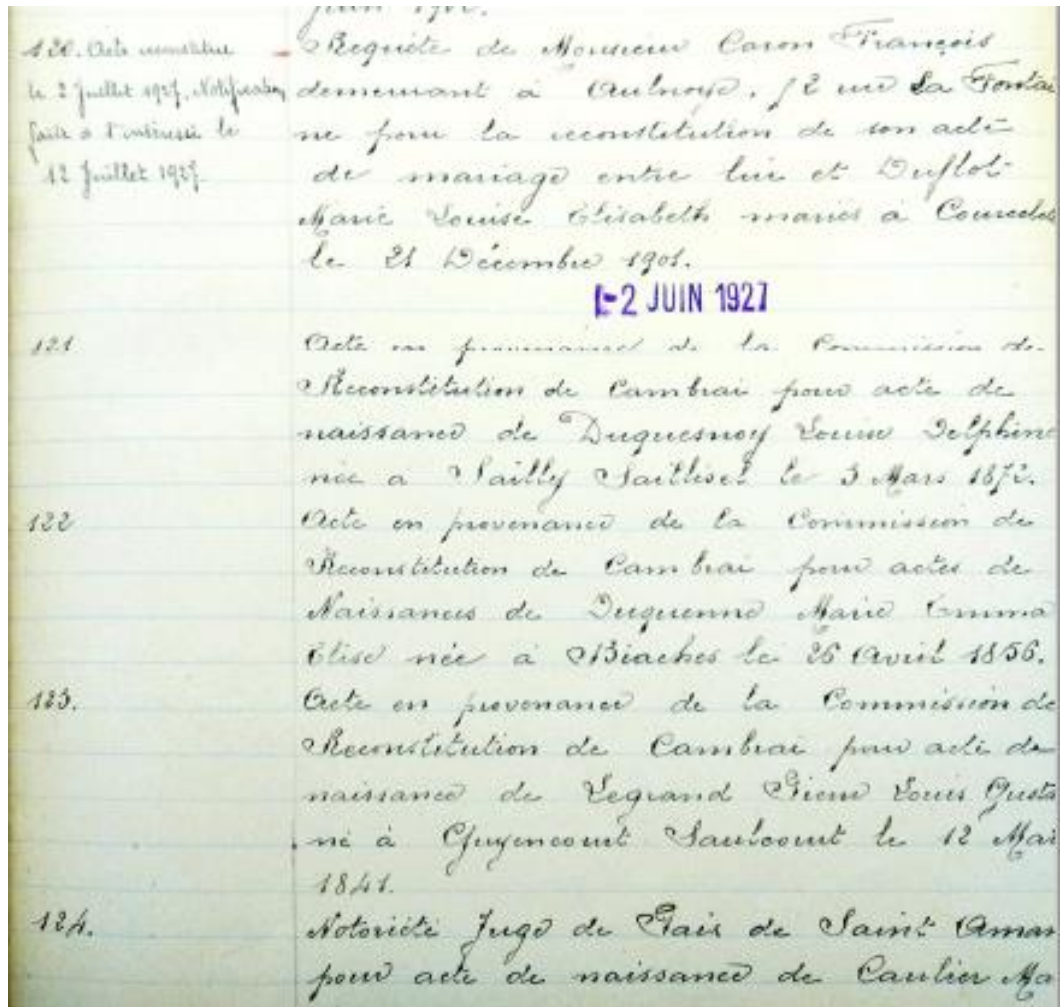 Juin 1902.
120. Acte reconstitué
le 2 Juillet 1927. Notification
faite à l'intéressé le
12 Juillet 1927.
Requête de Monsieur Caron François
demeurant à Aulnoye, 72 rue La Fontai
ne pour la reconstitution de son acte
de mariage entre lui et Duflot
Marie Louise Elisabeth mariés à Courcelet
le 21 Décembre 1901.
-2 JUIN 1927
121
Acte en provenance de la Commission de
Reconstitution de Cambrai pour acte de
naissance de Duquesnoy Louise Delphine
née à Sailly Saillisel le 3 Mars 1872.
122
Acte en provenance de la Commission de
Reconstitution de Cambrai pour actes de
Naissances de Duquenne Marie Emma
Elise née à Biaches le 26 Avril 1856.
123.
Acte en provenance de la Commission de
Reconstitution de Cambrai pour acte de
naissance de Legrand Pierre Louis Gusta
né à Guyencourt Saulcourt le 12 Mai
1841.
124.
Notoriété Juge de Paix de Saint Aman
pour acte de naissance de Caulier Ma